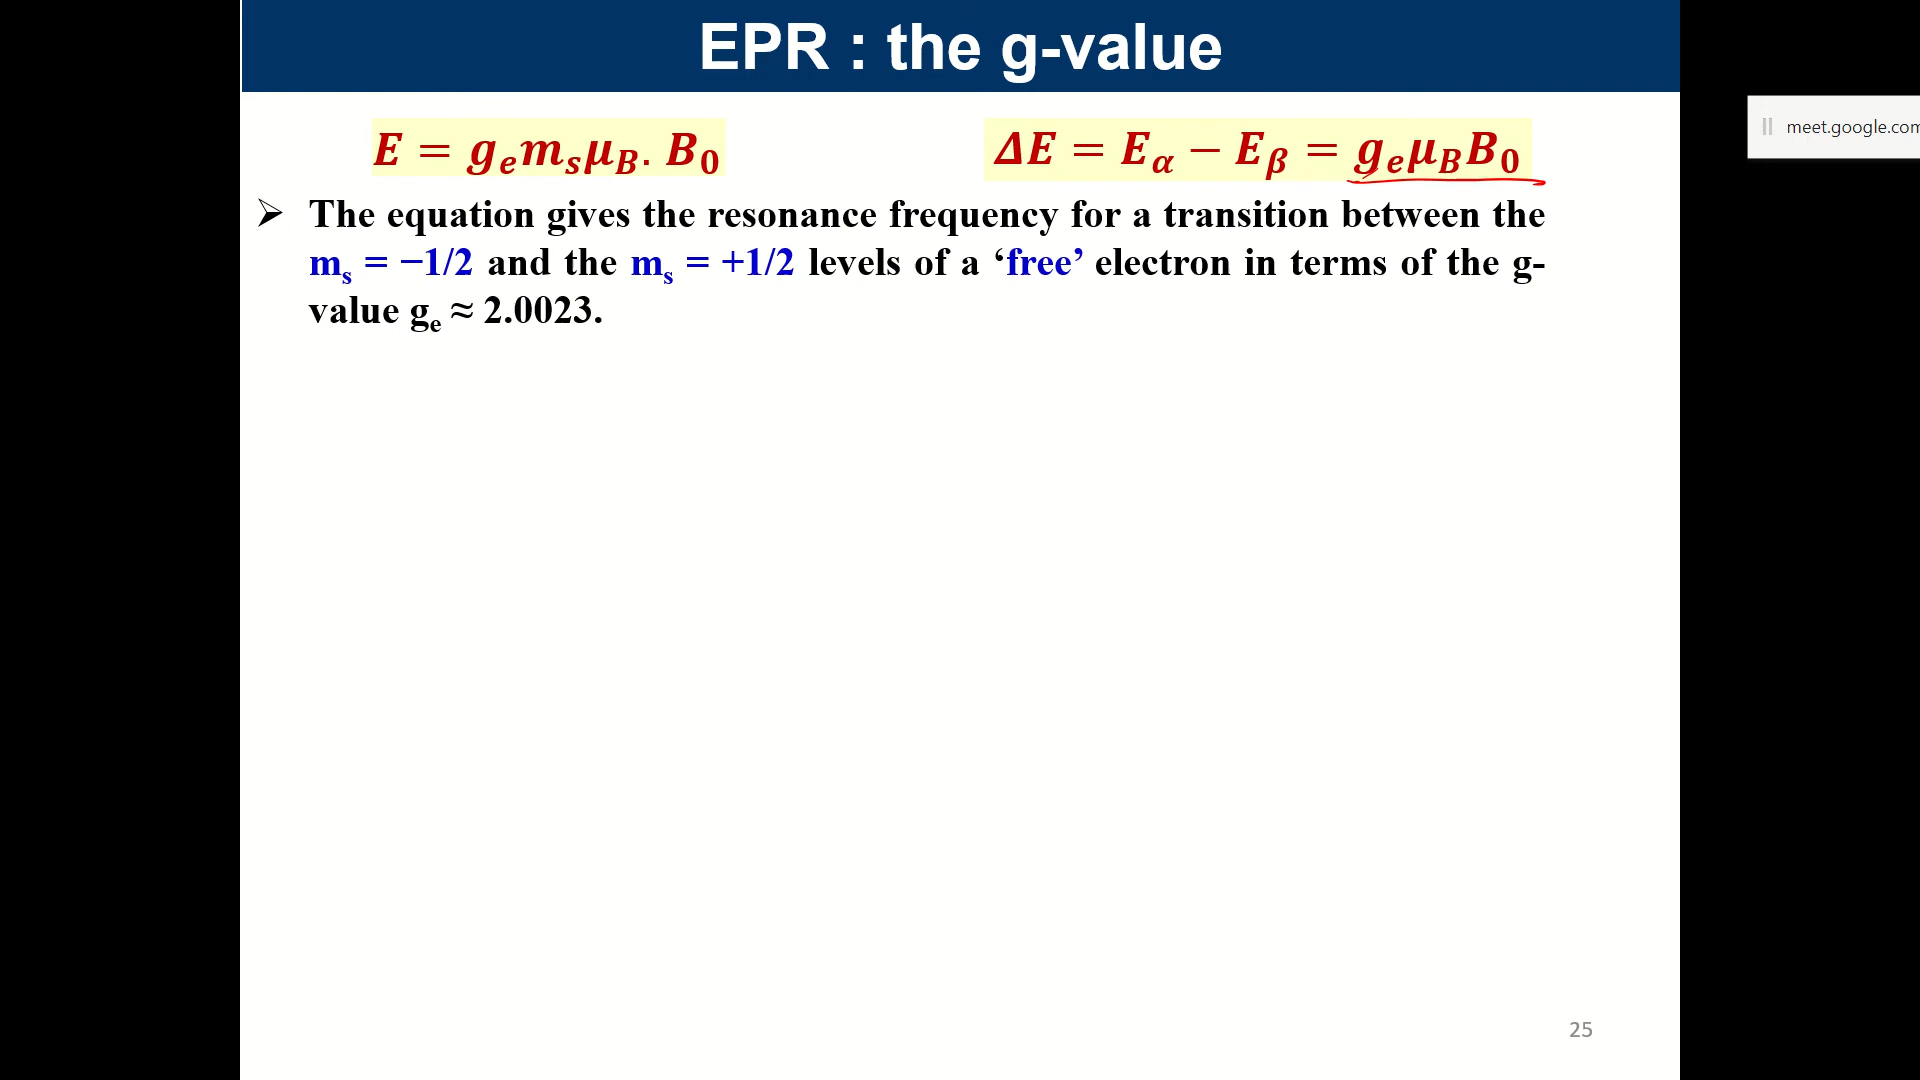 EPR : the g-value
meet.google.com
E = gₑmₛμ_B. B₀
ΔE = E_α − E_β = gₑμ_BB₀
➢ The equation gives the resonance frequency for a transition between the
mₛ = −1/2 and the mₛ = +1/2 levels of a ‘free’ electron in terms of the g-
value gₑ ≈ 2.0023.
25